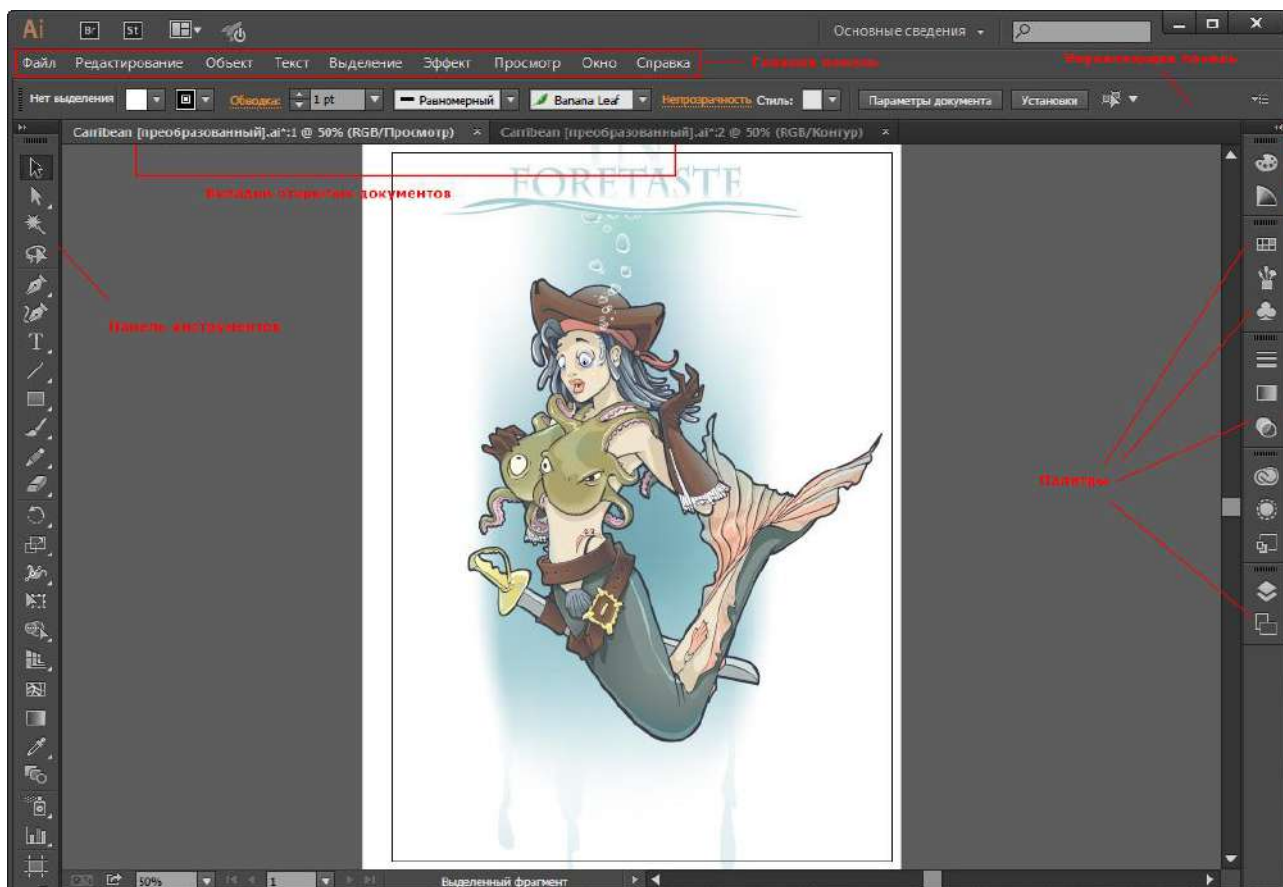 Ai Br St Основные сведения
Файл Редактирование Объект Текст Выделение Эффект Просмотр Окно Справка Главная панель Управляющая панель
Нет выделения Обводка: 1 pt Равномерный Banana Leaf Непрозрачность Стиль: Параметры документа Установки
Carribean [преобразованный].ai*:1 @ 50% (RGB/Просмотр) × Carribean [преобразованный].ai*:2 @ 50% (RGB/Контур) ×
FORETASTE
Вкладки открытых документов
Панель инструментов
T
Палитры
50% 1 Выделенный фрагмент